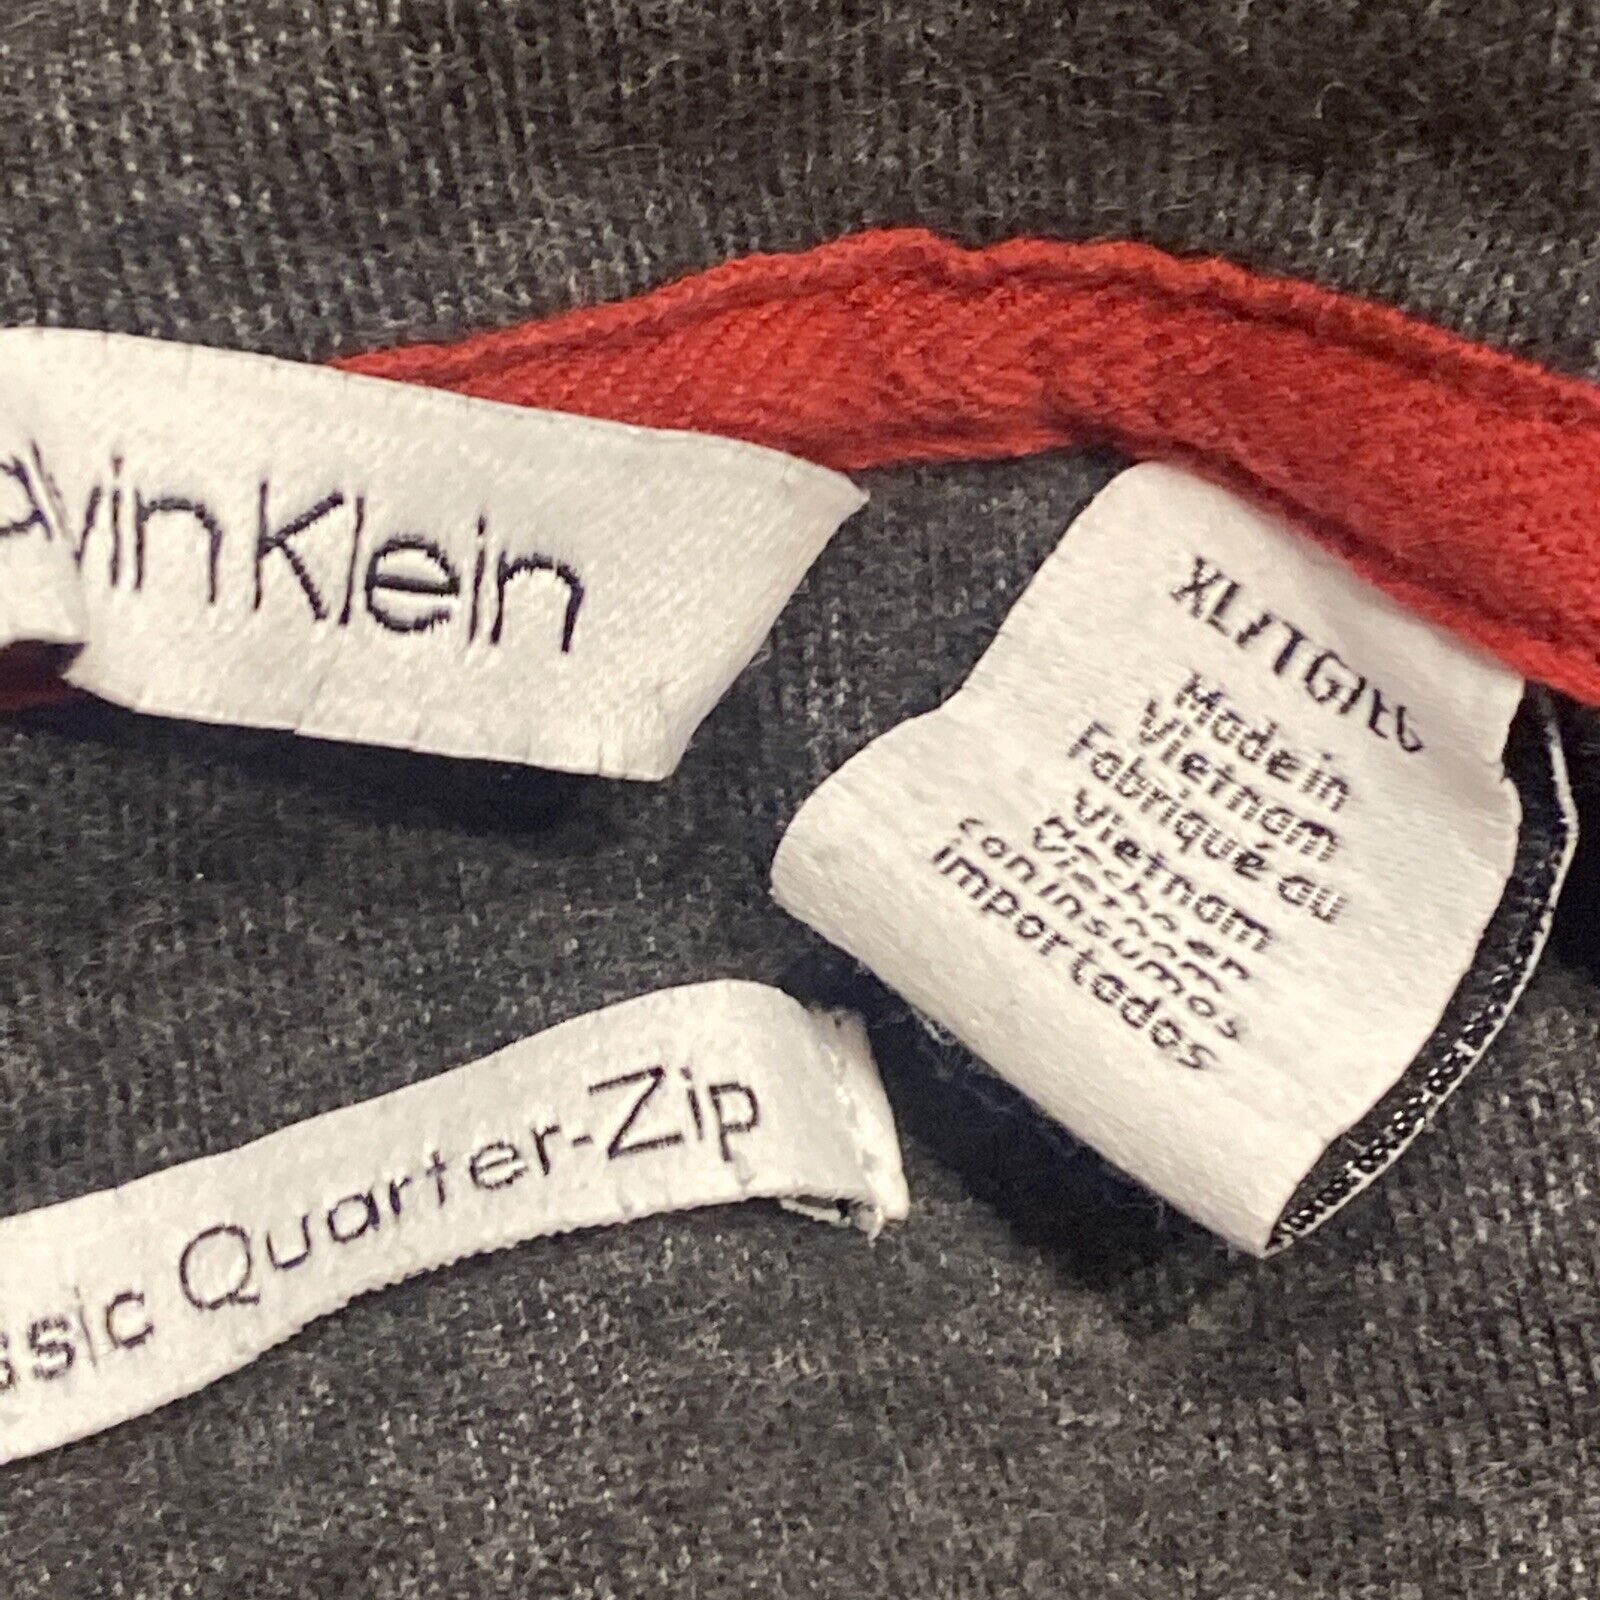 alvin Klein
XL/TG/EG
Made in
Vietnam
Fabriqué au
Vietnam
Hecho en
Vietnam
con insumos
importados
ssic Quarter-Zip